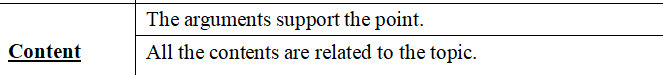 The arguments support the point.
Content
All the contents are related to the topic.